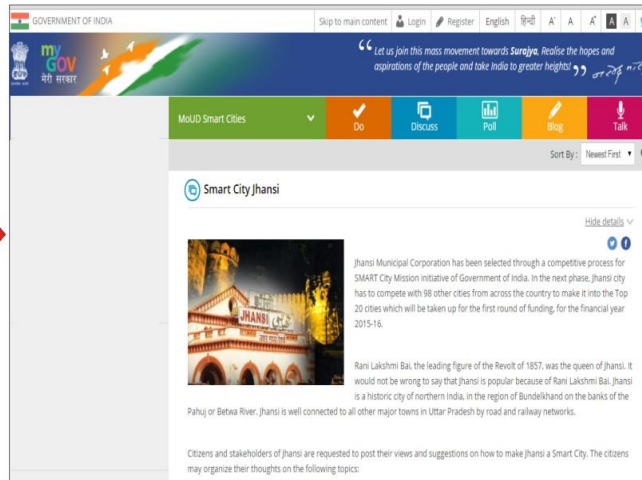 GOVERNMENT OF INDIA Skip to main content Login Register English हिन्दी A- A A+ A A
my GOV मेरी सरकार
“ Let us join this mass movement towards Surajya, Realise the hopes and
aspirations of the people and take India to greater heights! ”
MoUD Smart Cities Do Discuss Poll Blog Talk
Sort By : Newest First
Smart City Jhansi
Hide details
JHANSI
Jhansi Municipal Corporation has been selected through a competitive process for
SMART City Mission initiative of Government of India. In the next phase, Jhansi city
has to compete with 98 other cities from across the country to make it into the Top
20 cities which will be taken up for the first round of funding, for the financial year
2015-16.
Rani Lakshmi Bai, the leading figure of the Revolt of 1857, was the queen of Jhansi. It
would not be wrong to say that Jhansi is popular because of Rani Lakshmi Bai. Jhansi
is a historic city of northern India, in the region of Bundelkhand on the banks of the
Pahuj or Betwa River. Jhansi is well connected to all other major towns in Uttar Pradesh by road and railway networks.
Citizens and stakeholders of Jhansi are requested to post their views and suggestions on how to make Jhansi a Smart City. The citizens
may organize their thoughts on the following topics: